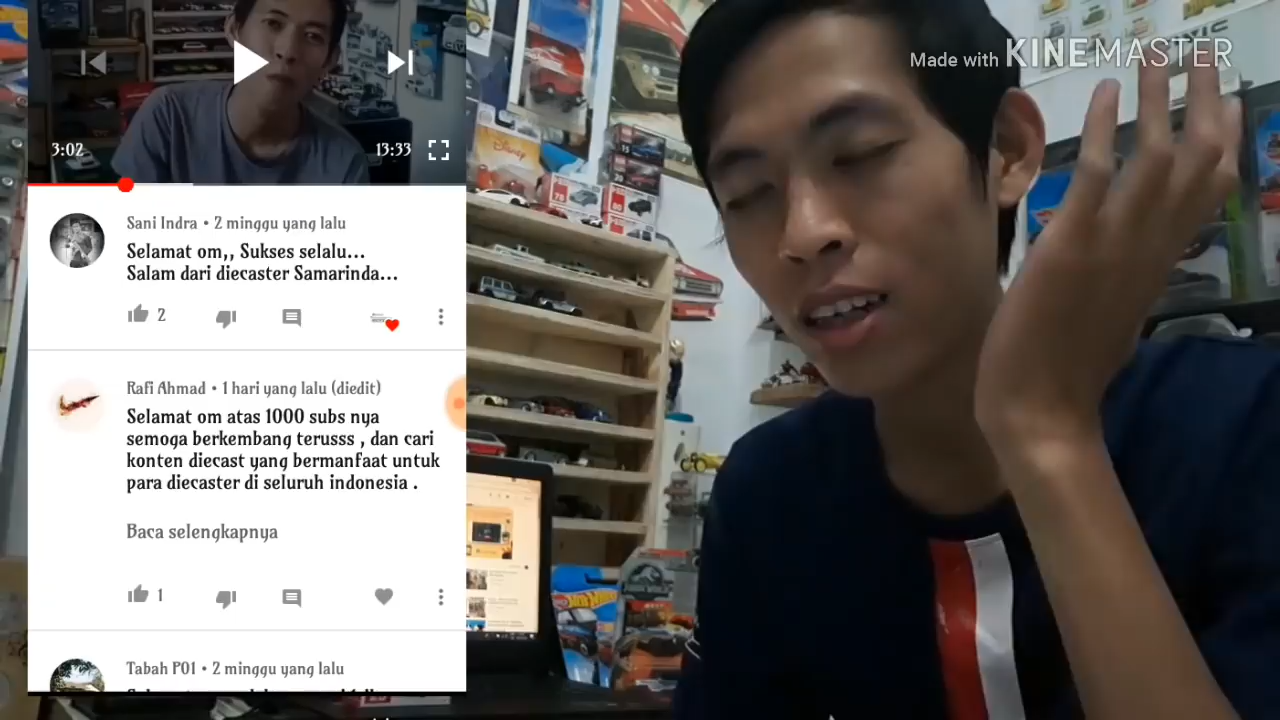 Made with KINEMASTER
3:02
13:33
Sani Indra • 2 minggu yang lalu
Selamat om,, Sukses selalu...
Salam dari diecaster Samarinda...
2
Rafi Ahmad • 1 hari yang lalu (diedit)
Selamat om atas 1000 subs nya
semoga berkembang terusss , dan cari
konten diecast yang bermanfaat untuk
para diecaster di seluruh indonesia .
Baca selengkapnya
1
Tabah P01 • 2 minggu yang lalu
Disney
Hot Wheels